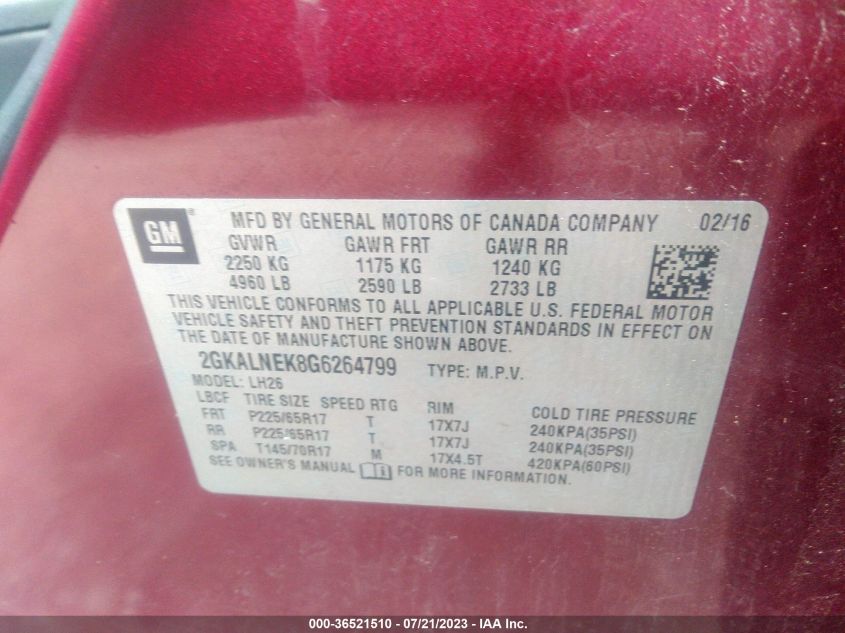 GM ® MFD BY GENERAL MOTORS OF CANADA COMPANY 02/16
GVWR GAWR FRT GAWR RR
2250 KG 1175 KG 1240 KG
4960 LB 2590 LB 2733 LB
THIS VEHICLE CONFORMS TO ALL APPLICABLE U.S. FEDERAL MOTOR
VEHICLE SAFETY AND THEFT PREVENTION STANDARDS IN EFFECT ON
THE DATE OF MANUFACTURE SHOWN ABOVE.
2GKALNEK8G6264799 TYPE: M.P.V.
MODEL: LH26
LBCF TIRE SIZE SPEED RTG RIM COLD TIRE PRESSURE
FRT P225/65R17 T 17X7J 240KPA(35PSI)
RR P225/65R17 T 17X7J 240KPA(35PSI)
SPA T145/70R17 M 17X4.5T 420KPA(60PSI)
SEE OWNER'S MANUAL FOR MORE INFORMATION.
000-36521510 / 07/21/2023 - IAA Inc.